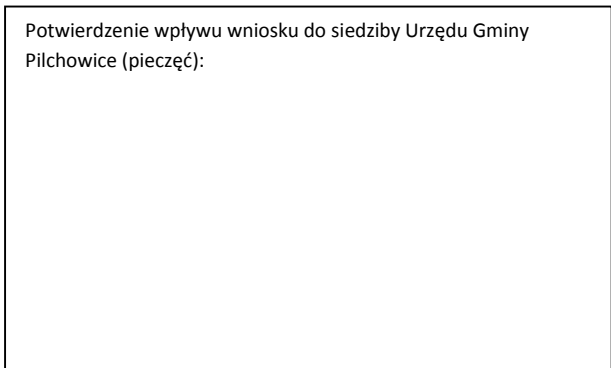 Potwierdzenie wpływu wniosku do siedziby Urzędu Gminy
Pilchowice (pieczęć):